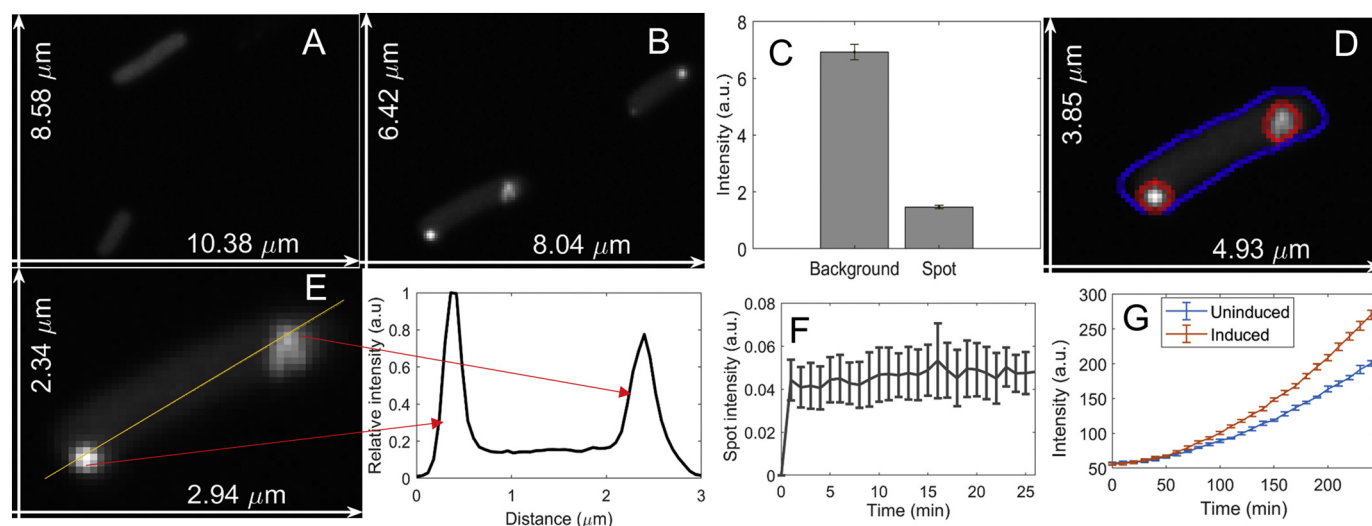 A
8.58 μm
10.38 μm
B
6.42 μm
8.04 μm
C
Intensity (a.u.)
8
6
4
2
0
Background Spot
D
3.85 μm
4.93 μm
E
2.34 μm
2.94 μm
Relative intensity (a.u)
1
0.8
0.6
0.4
0.2
0
0 1 2 3
Distance (μm)
F
Spot intensity (a.u.)
0.08
0.06
0.04
0.02
0.00
0 5 10 15 20 25
Time (min)
G
Uninduced
Induced
Intensity (a.u.)
300
250
200
150
100
50
0 50 100 150 200
Time (min)